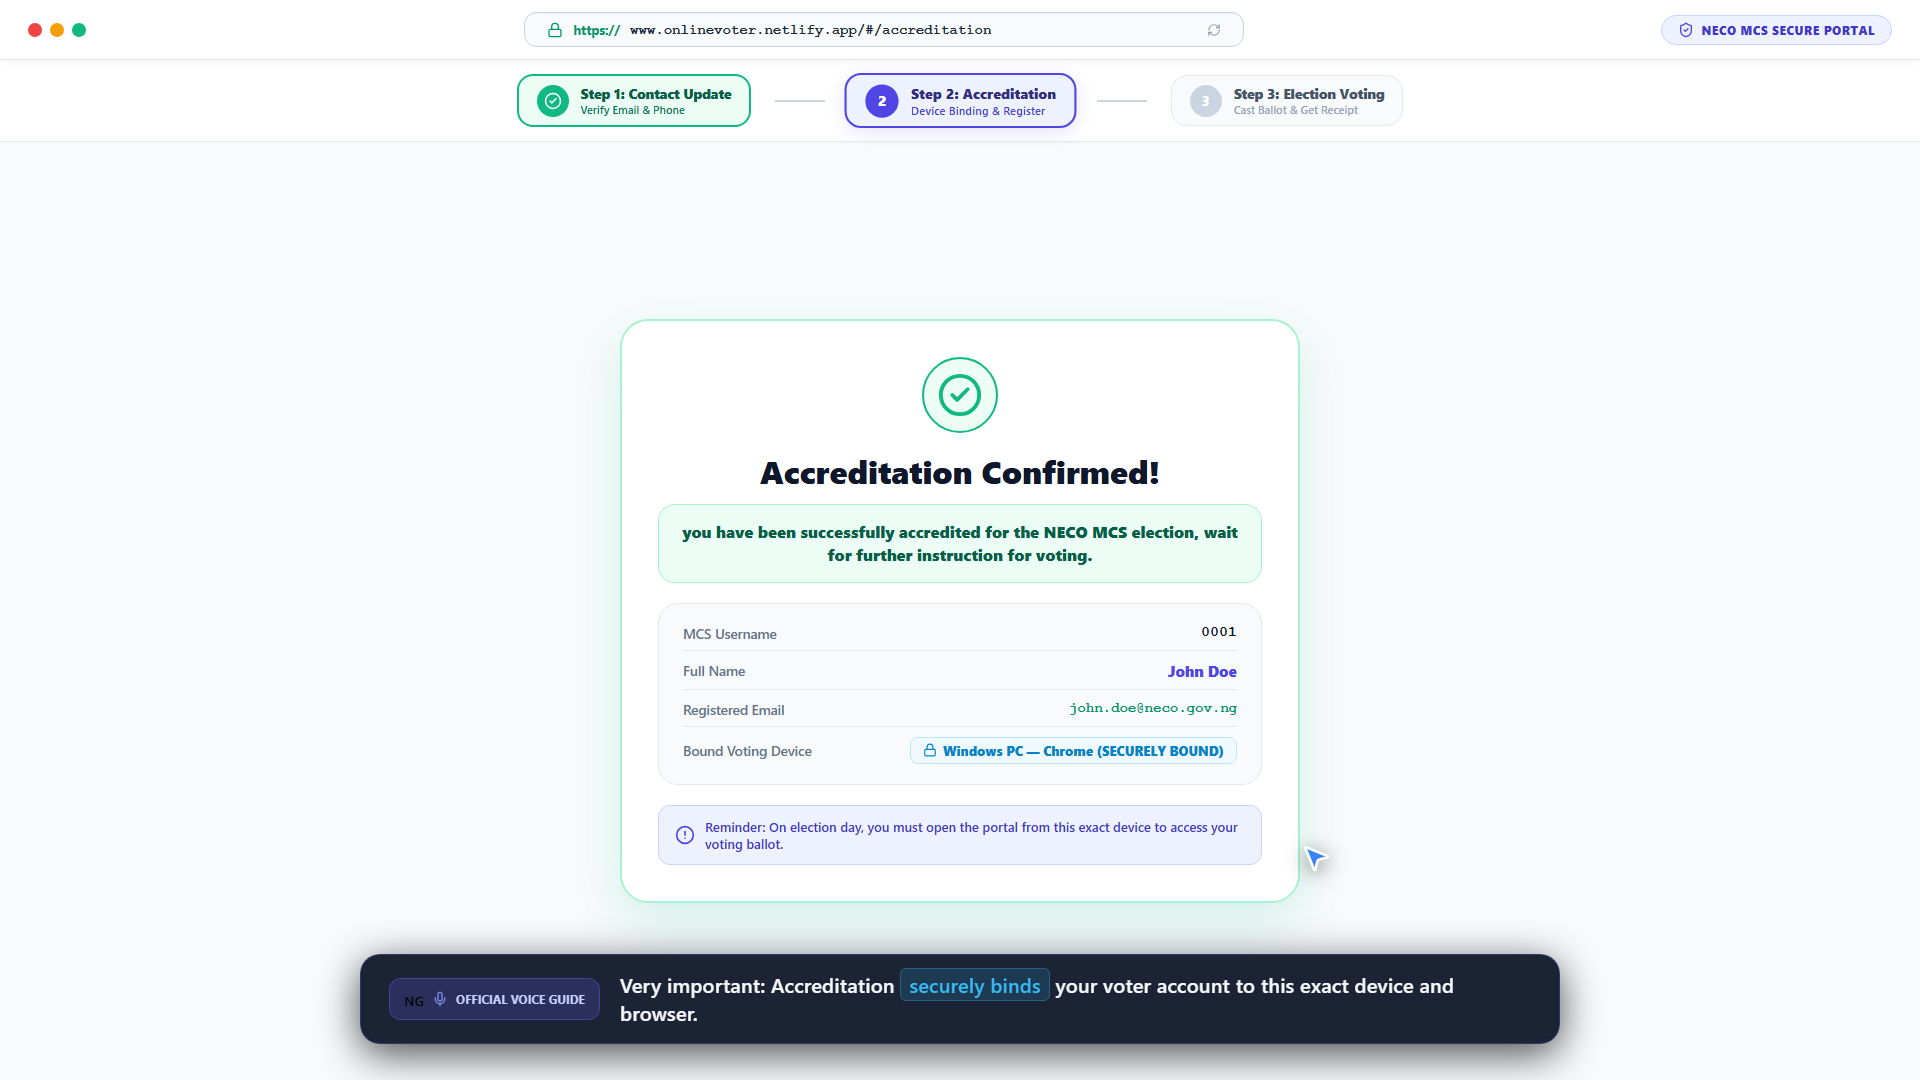 https:// www.onlinevoter.netlify.app/#/accreditation
NECO MCS SECURE PORTAL
Step 1: Contact Update
Verify Email & Phone
2
Step 2: Accreditation
Device Binding & Register
3
Step 3: Election Voting
Cast Ballot & Get Receipt
Accreditation Confirmed!
you have been successfully accredited for the NECO MCS election, wait
for further instruction for voting.
MCS Username 0001
Full Name John Doe
Registered Email john.doe@neco.gov.ng
Bound Voting Device Windows PC — Chrome (SECURELY BOUND)
Reminder: On election day, you must open the portal from this exact device to access your
voting ballot.
NG OFFICIAL VOICE GUIDE
Very important: Accreditation securely binds your voter account to this exact device and
browser.